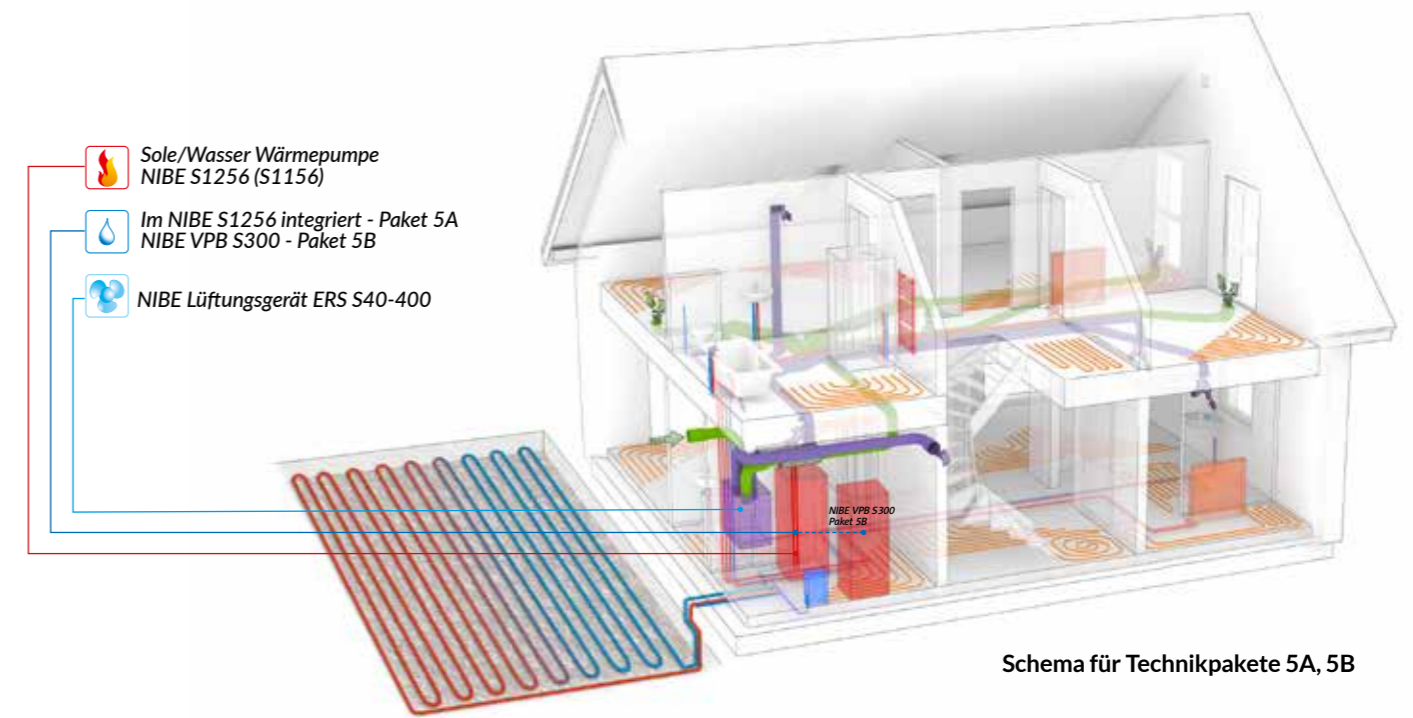 Sole/Wasser Wärmepumpe
NIBE S1256 (S1156)
Im NIBE S1256 integriert - Paket 5A
NIBE VPB S300 - Paket 5B
NIBE Lüftungsgerät ERS S40-400
NIBE VPB S300
Paket 5B
Schema für Technikpakete 5A, 5B